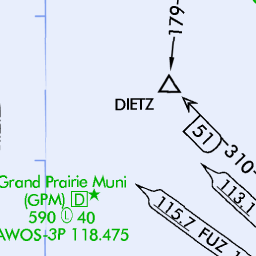 179
DIETZ
51
310
113.1
Grand Prairie Muni
(GPM) D
590 L 40
AWOS-3P 118.475
115.7 FUZ